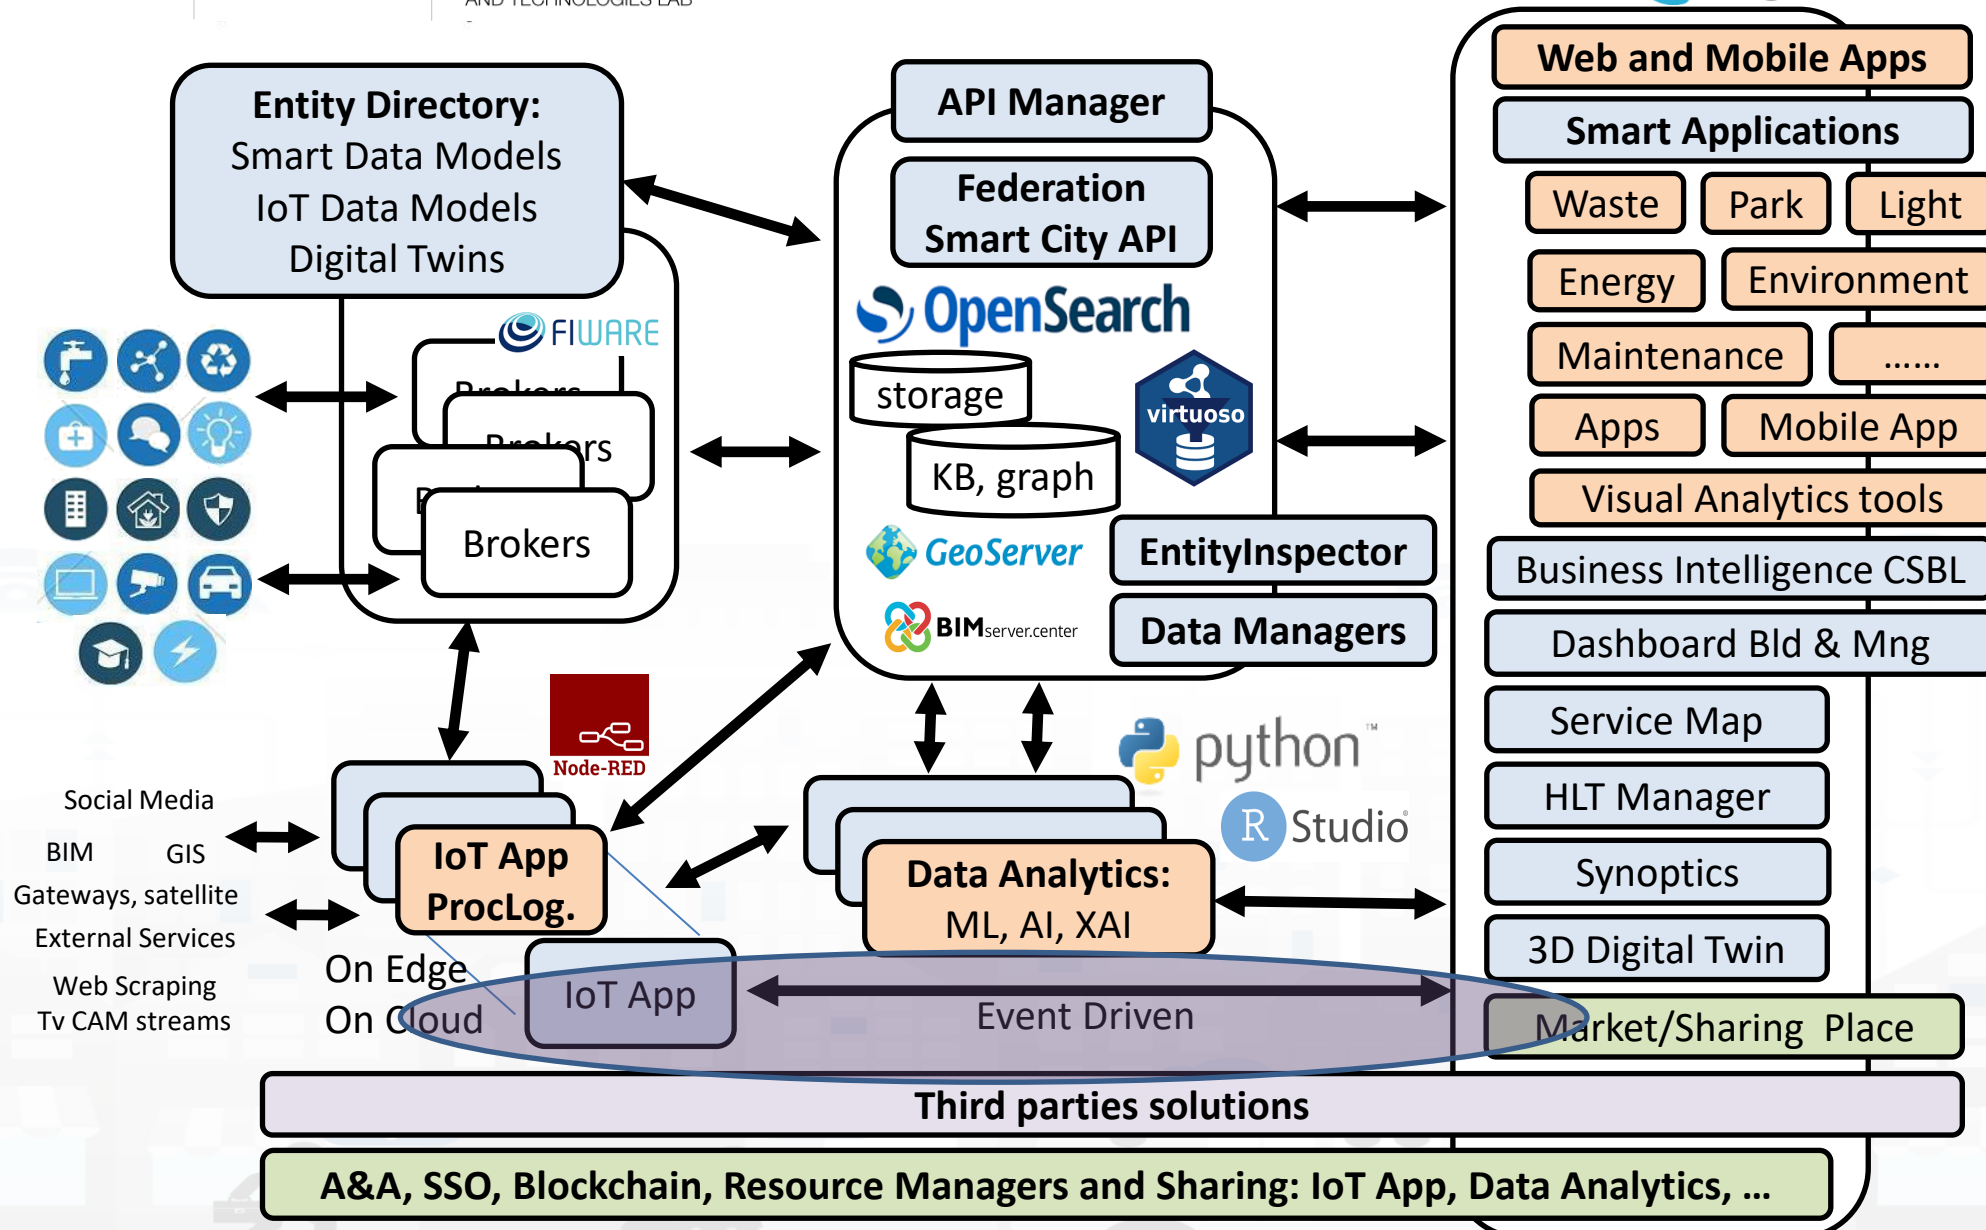 AND TECHNOLOGIES LAB
Entity Directory:
Smart Data Models
IoT Data Models
Digital Twins
FIWARE
Brokers
Brokers
Brokers
API Manager
Federation
Smart City API
OpenSearch
storage
virtuoso
KB, graph
GeoServer
EntityInspector
BIMserver.center
Data Managers
Web and Mobile Apps
Smart Applications
Waste
Park
Light
Energy
Environment
Maintenance
......
Apps
Mobile App
Visual Analytics tools
Business Intelligence CSBL
Dashboard Bld & Mng
Service Map
HLT Manager
Synoptics
3D Digital Twin
Market/Sharing Place
Node-RED
python™
R Studio®
Social Media
BIM GIS
Gateways, satellite
External Services
Web Scraping
Tv CAM streams
IoT App
ProcLog.
On Edge
On Cloud
IoT App
Data Analytics:
ML, AI, XAI
Event Driven
Third parties solutions
A&A, SSO, Blockchain, Resource Managers and Sharing: IoT App, Data Analytics, ...